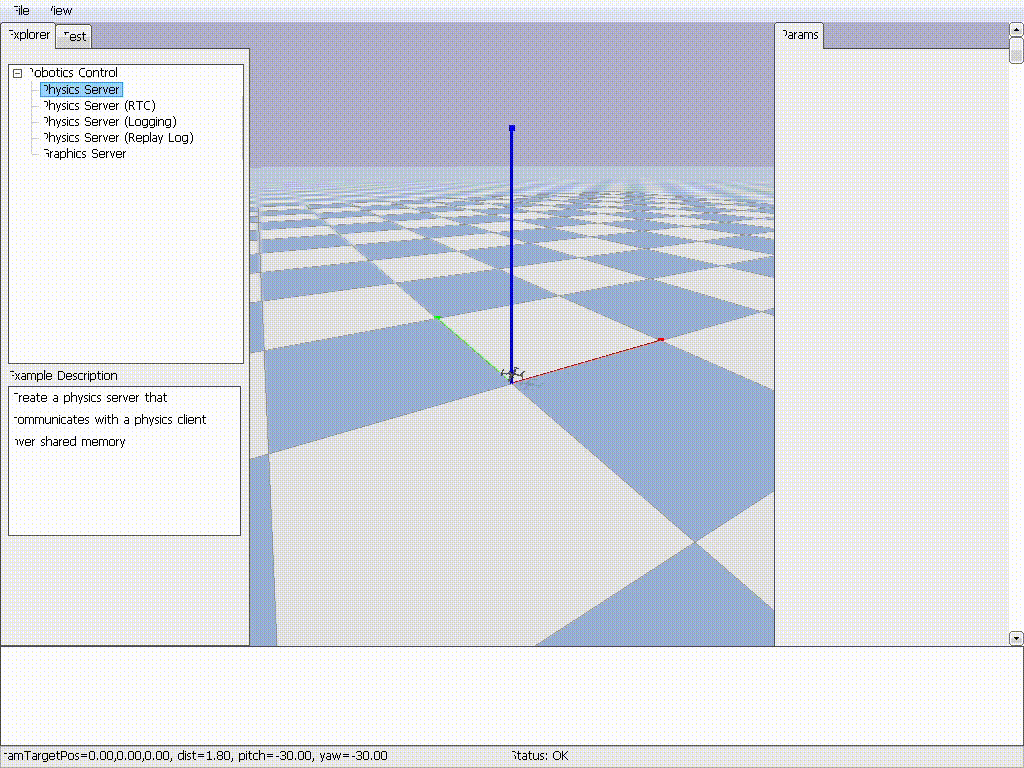 File View
Explorer Test
Robotics Control
Physics Server
Physics Server (RTC)
Physics Server (Logging)
Physics Server (Replay Log)
Graphics Server
Example Description
Create a physics server that
communicates with a physics client
over shared memory
Params
camTargetPos=0.00,0.00,0.00, dist=1.80, pitch=-30.00, yaw=-30.00
Status: OK